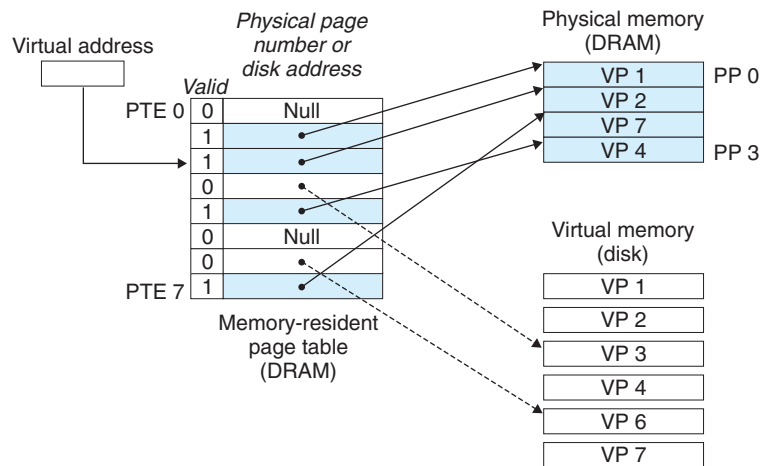 Virtual address
Physical page
number or
disk address
Valid
PTE 0
0
Null
1
1
0
1
0
Null
0
PTE 7
1
Memory-resident
page table
(DRAM)
Physical memory
(DRAM)
VP 1
PP 0
VP 2
VP 7
VP 4
PP 3
Virtual memory
(disk)
VP 1
VP 2
VP 3
VP 4
VP 6
VP 7